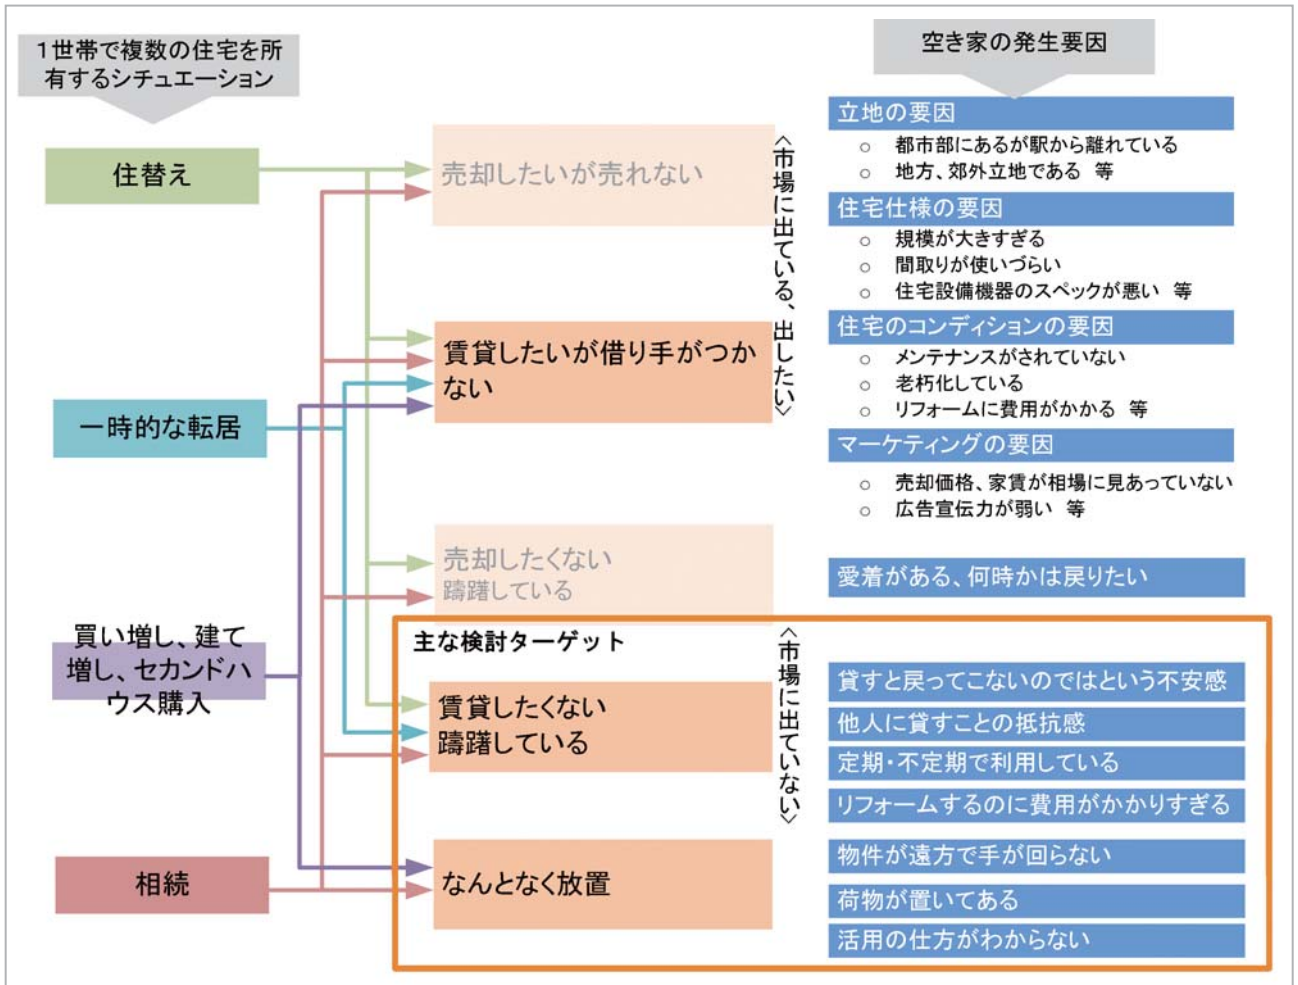 1世帯で複数の住宅を所
有するシチュエーション
住替え
一時的な転居
買い増し、建て
増し、セカンドハ
ウス購入
相続
売却したいが売れない
賃貸したいが借り手がつか
ない
売却したくない
躊躇している
主な検討ターゲット
賃貸したくない
躊躇している
なんとなく放置
〈市場に出ている、出したい〉
〈市場に出ていない〉
空き家の発生要因
立地の要因
○ 都市部にあるが駅から離れている
○ 地方、郊外立地である 等
住宅仕様の要因
○ 規模が大きすぎる
○ 間取りが使いづらい
○ 住宅設備機器のスペックが悪い 等
住宅のコンディションの要因
○ メンテナンスがされていない
○ 老朽化している
○ リフォームに費用がかかる 等
マーケティングの要因
○ 売却価格、家賃が相場に見あっていない
○ 広告宣伝力が弱い 等
愛着がある、何時かは戻りたい
貸すと戻ってこないのではという不安感
他人に貸すことの抵抗感
定期・不定期で利用している
リフォームするのに費用がかかりすぎる
物件が遠方で手が回らない
荷物が置いてある
活用の仕方がわからない